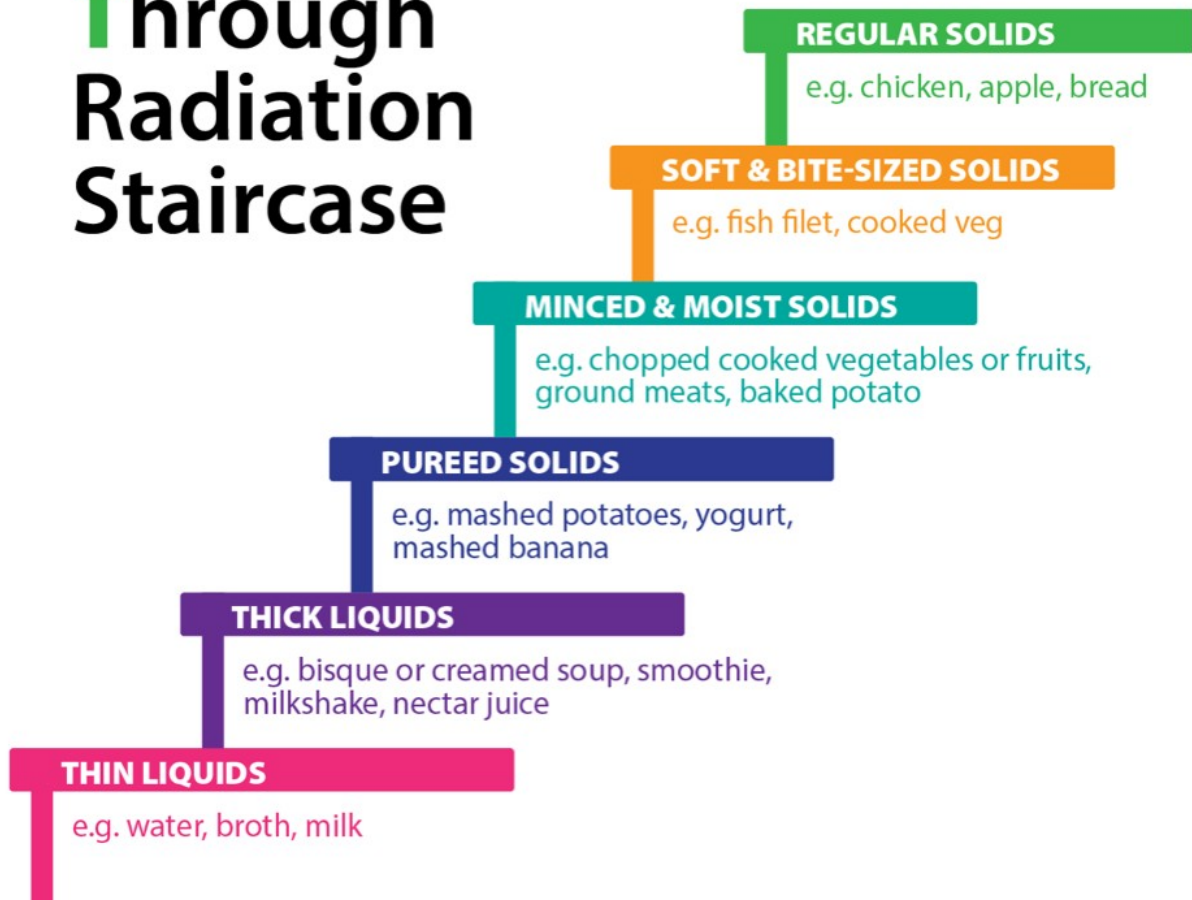 Through
Radiation
Staircase
REGULAR SOLIDS
e.g. chicken, apple, bread
SOFT & BITE-SIZED SOLIDS
e.g. fish filet, cooked veg
MINCED & MOIST SOLIDS
e.g. chopped cooked vegetables or fruits,
ground meats, baked potato
PUREED SOLIDS
e.g. mashed potatoes, yogurt,
mashed banana
THICK LIQUIDS
e.g. bisque or creamed soup, smoothie,
milkshake, nectar juice
THIN LIQUIDS
e.g. water, broth, milk